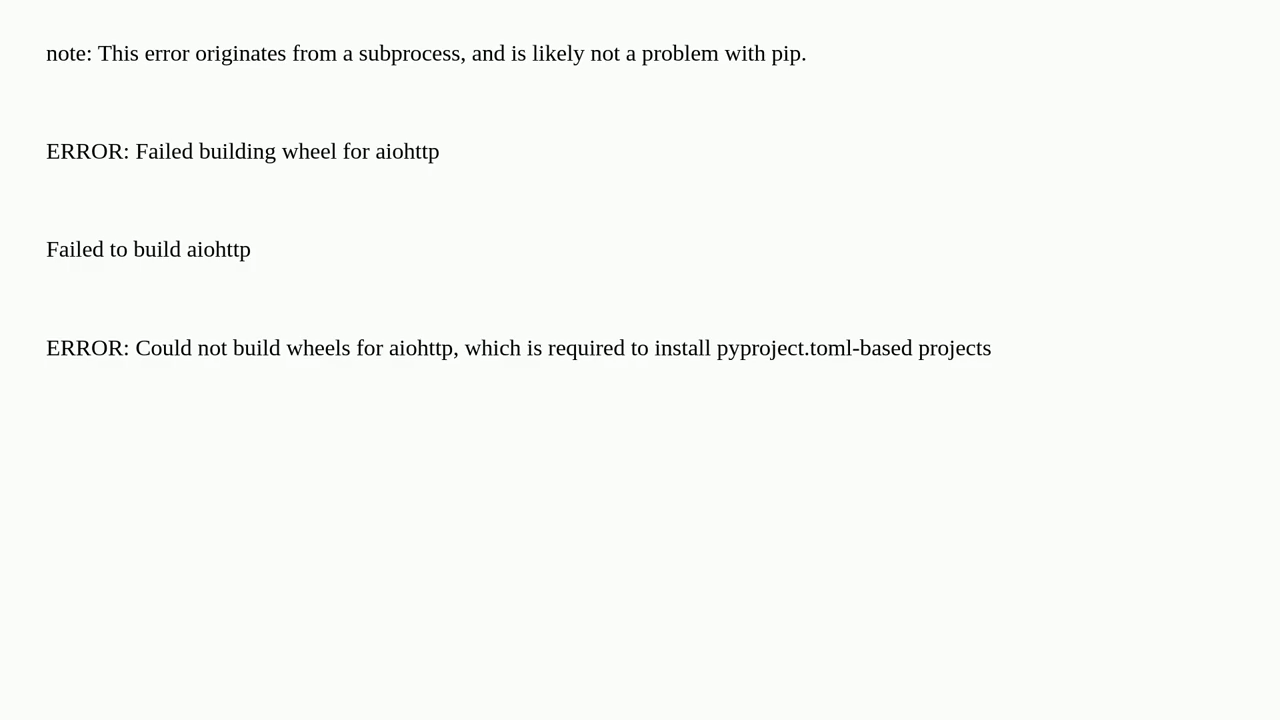 note: This error originates from a subprocess, and is likely not a problem with pip.
ERROR: Failed building wheel for aiohttp
Failed to build aiohttp
ERROR: Could not build wheels for aiohttp, which is required to install pyproject.toml-based projects